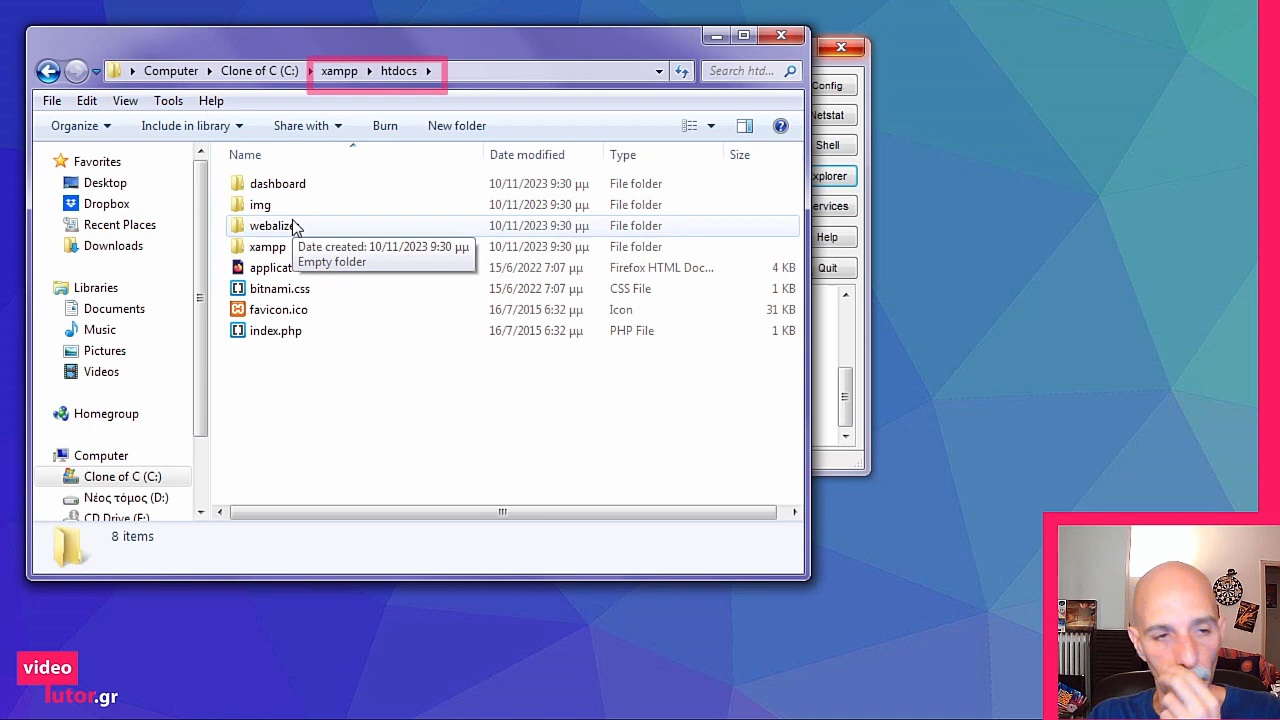 Computer Clone of C (C:) xampp htdocs
Search htd...
File Edit View Tools Help
Organize Include in library Share with Burn New folder
Favorites
Desktop
Dropbox
Recent Places
Downloads
Libraries
Documents
Music
Pictures
Videos
Homegroup
Computer
Clone of C (C:)
Νέος τόμος (D:)
CD Drive (E:)
Name Date modified Type Size
dashboard 10/11/2023 9:30 μμ File folder
img 10/11/2023 9:30 μμ File folder
webalize 10/11/2023 9:30 μμ File folder
xampp 10/11/2023 9:30 μμ File folder
applicat 15/6/2022 7:07 μμ Firefox HTML Doc... 4 KB
bitnami.css 15/6/2022 7:07 μμ CSS File 1 KB
favicon.ico 16/7/2015 6:32 μμ Icon 31 KB
index.php 16/7/2015 6:32 μμ PHP File 1 KB
Date created: 10/11/2023 9:30 μμ
Empty folder
8 items
Config
Netstat
Shell
xplorer
ervices
Help
Quit
video
Tutor.gr